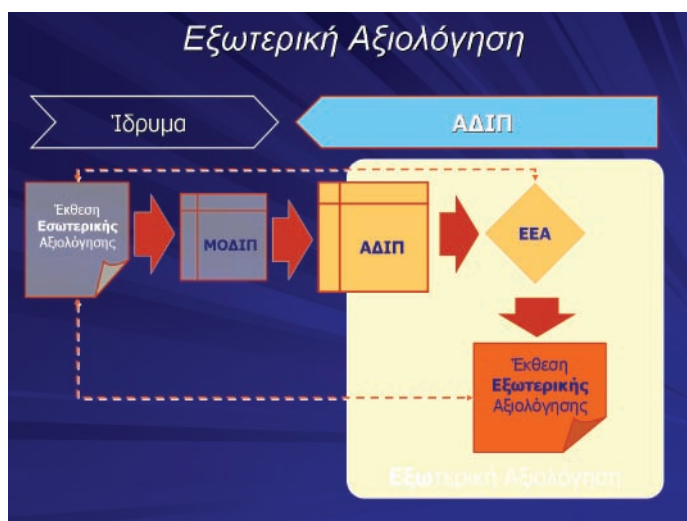 Εξωτερική Αξιολόγηση
Ίδρυμα
ΑΔΙΠ
Έκθεση
Εσωτερικής
Αξιολόγησης
ΜΟΔΙΠ
ΑΔΙΠ
ΕΕΑ
Έκθεση
Εξωτερικής
Αξιολόγησης
Εξωτερική Αξιολόγηση